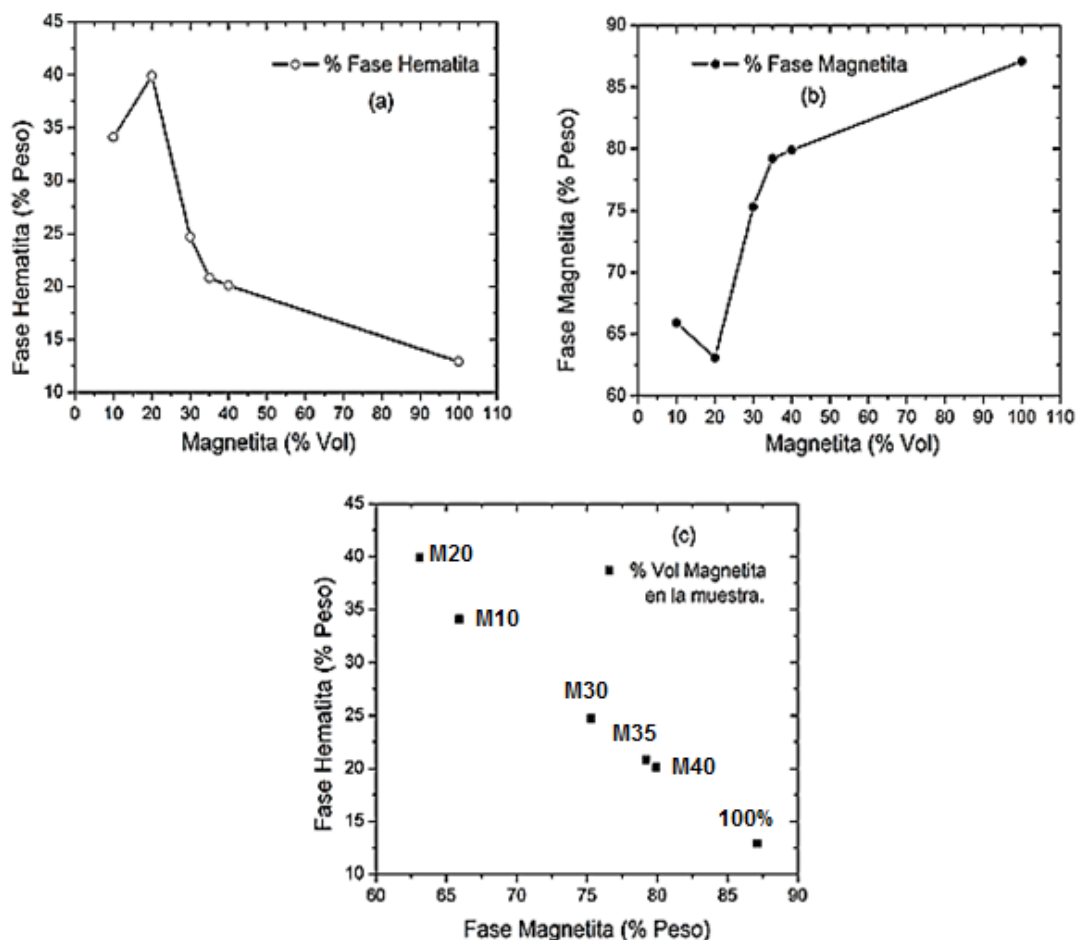 45
40
35
30
25
20
15
10
Fase Hematita (% Peso)
% Fase Hematita
(a)
0 10 20 30 40 50 60 70 80 90 100 110
Magnetita (% Vol)
90
85
80
75
70
65
60
Fase Magnetita (% Peso)
% Fase Magnetita
(b)
0 10 20 30 40 50 60 70 80 90 100 110
Magnetita (% Vol)
45
40
35
30
25
20
15
10
Fase Hematita (% Peso)
(c)
% Vol Magnetita
en la muestra.
M20
M10
M30
M35
M40
100%
60 65 70 75 80 85 90
Fase Magnetita (% Peso)